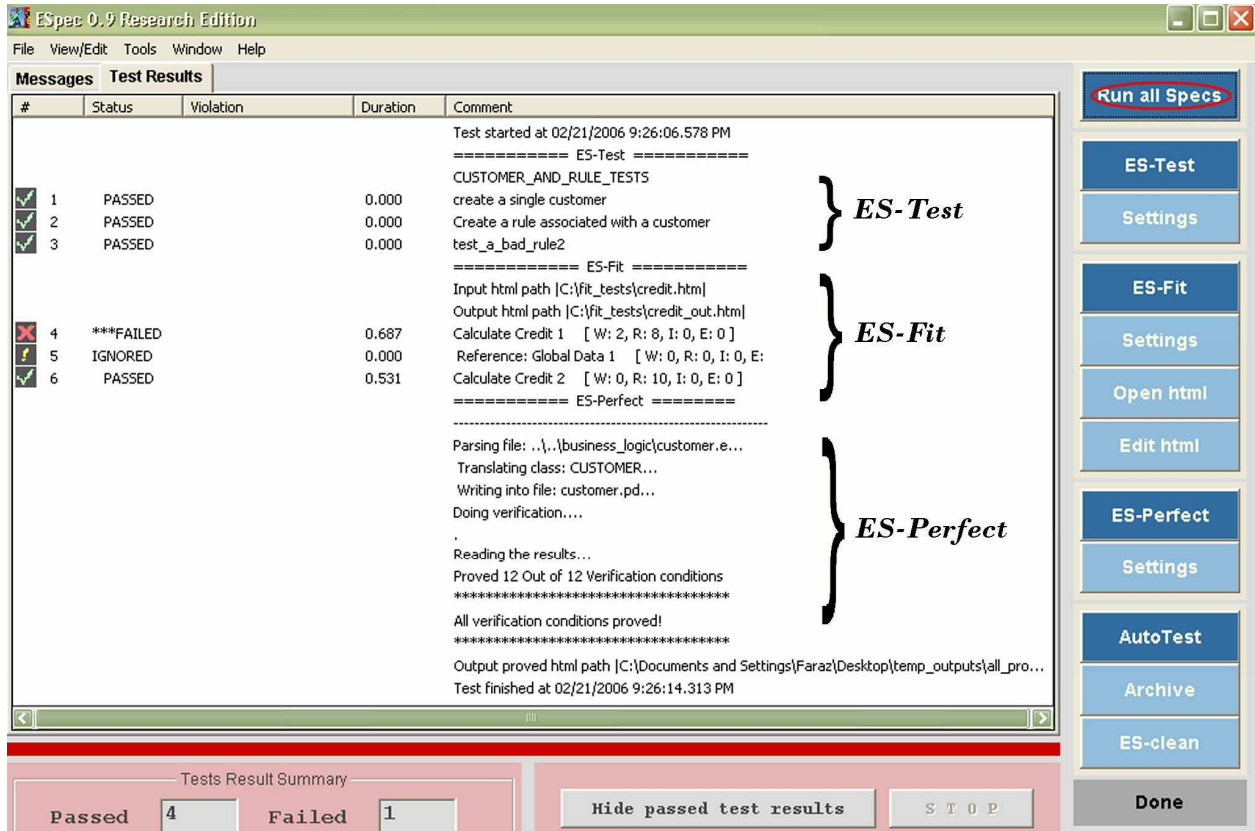 ESpec 0.9 Research Edition
File View/Edit Tools Window Help
Messages Test Results
# Status Violation Duration Comment
Test started at 02/21/2006 9:26:06.578 PM
=========== ES-Test ===========
CUSTOMER_AND_RULE_TESTS
1 PASSED 0.000 create a single customer
2 PASSED 0.000 Create a rule associated with a customer
3 PASSED 0.000 test_a_bad_rule2
ES-Test
============ ES-Fit ===========
Input html path |C:\fit_tests\credit.htm|
Output html path |C:\fit_tests\credit_out.htm|
4 ***FAILED 0.687 Calculate Credit 1 [ W: 2, R: 8, I: 0, E: 0 ]
5 IGNORED 0.000 Reference: Global Data 1 [ W: 0, R: 0, I: 0, E:
6 PASSED 0.531 Calculate Credit 2 [ W: 0, R: 10, I: 0, E: 0 ]
ES-Fit
=========== ES-Perfect ========
------------------------------------------------------------
Parsing file: ..\..\business_logic\customer.e...
Translating class: CUSTOMER...
Writing into file: customer.pd...
Doing verification....
.
Reading the results...
Proved 12 Out of 12 Verification conditions
***********************************
All verification conditions proved!
***********************************
ES-Perfect
Output proved html path |C:\Documents and Settings\Faraz\Desktop\temp_outputs\all_pro...
Test finished at 02/21/2006 9:26:14.313 PM
Run all Specs
ES-Test
Settings
ES-Fit
Settings
Open html
Edit html
ES-Perfect
Settings
AutoTest
Archive
ES-clean
Done
Tests Result Summary
Passed 4 Failed 1
Hide passed test results
STOP